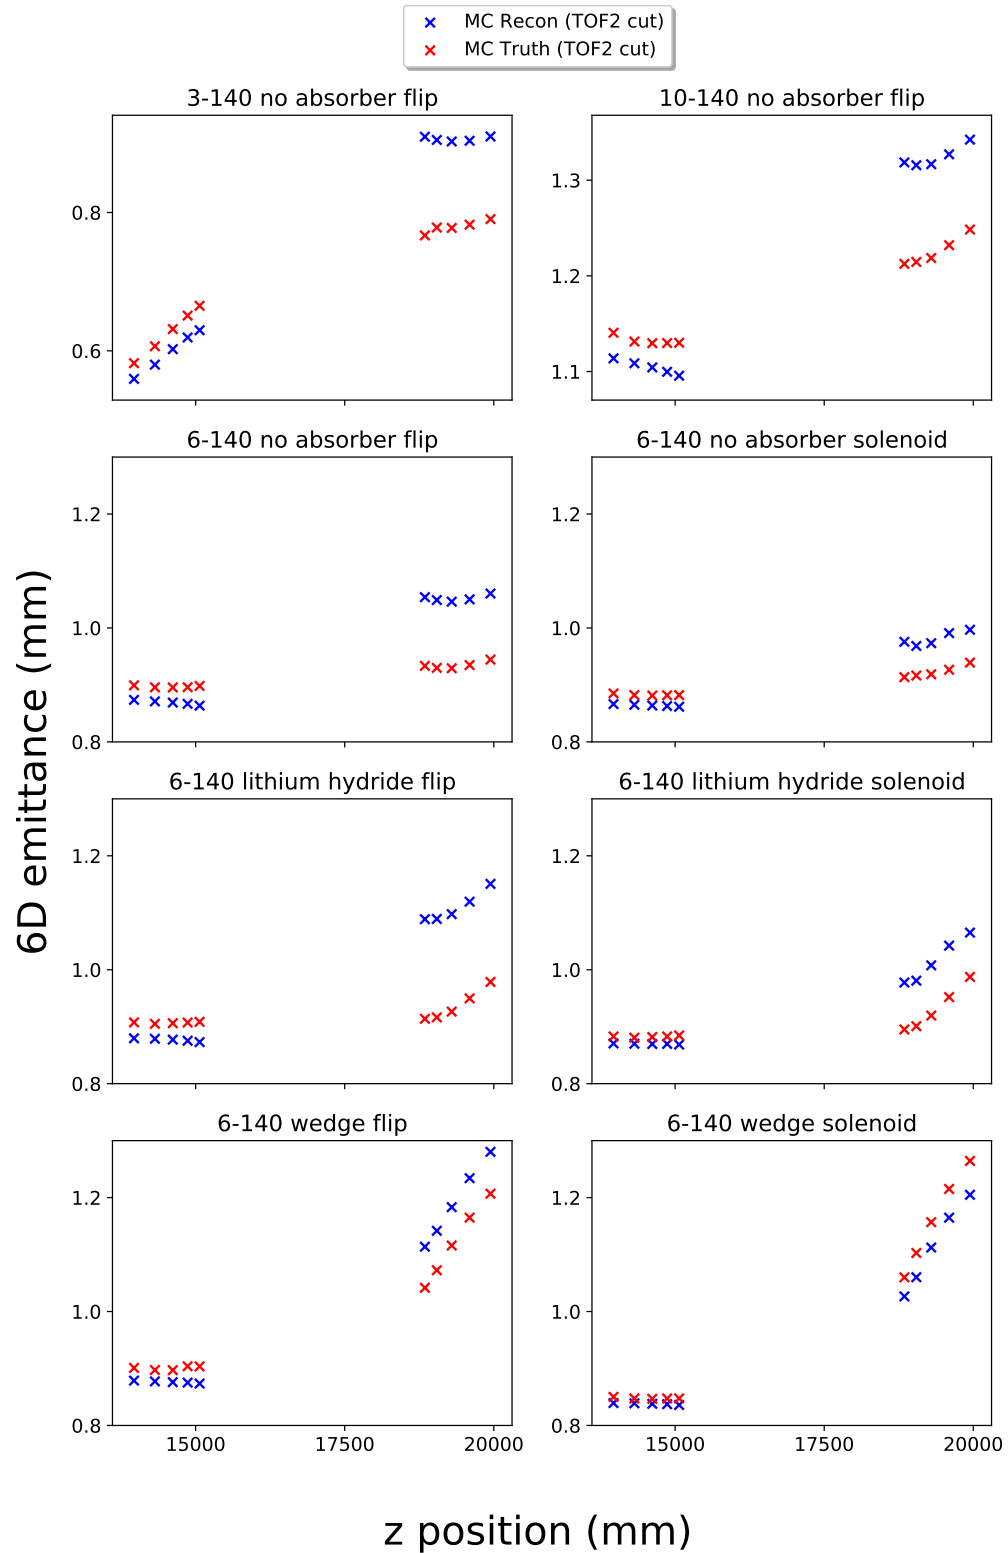 MC Recon (TOF2 cut)
MC Truth (TOF2 cut)
3-140 no absorber flip
0.8
0.6
10-140 no absorber flip
1.3
1.2
1.1
6-140 no absorber flip
1.2
1.0
0.8
6-140 no absorber solenoid
1.2
1.0
0.8
6D emittance (mm)
6-140 lithium hydride flip
1.2
1.0
0.8
6-140 lithium hydride solenoid
1.2
1.0
0.8
6-140 wedge flip
1.2
1.0
0.8
15000 17500 20000
6-140 wedge solenoid
1.2
1.0
0.8
15000 17500 20000
z position (mm)